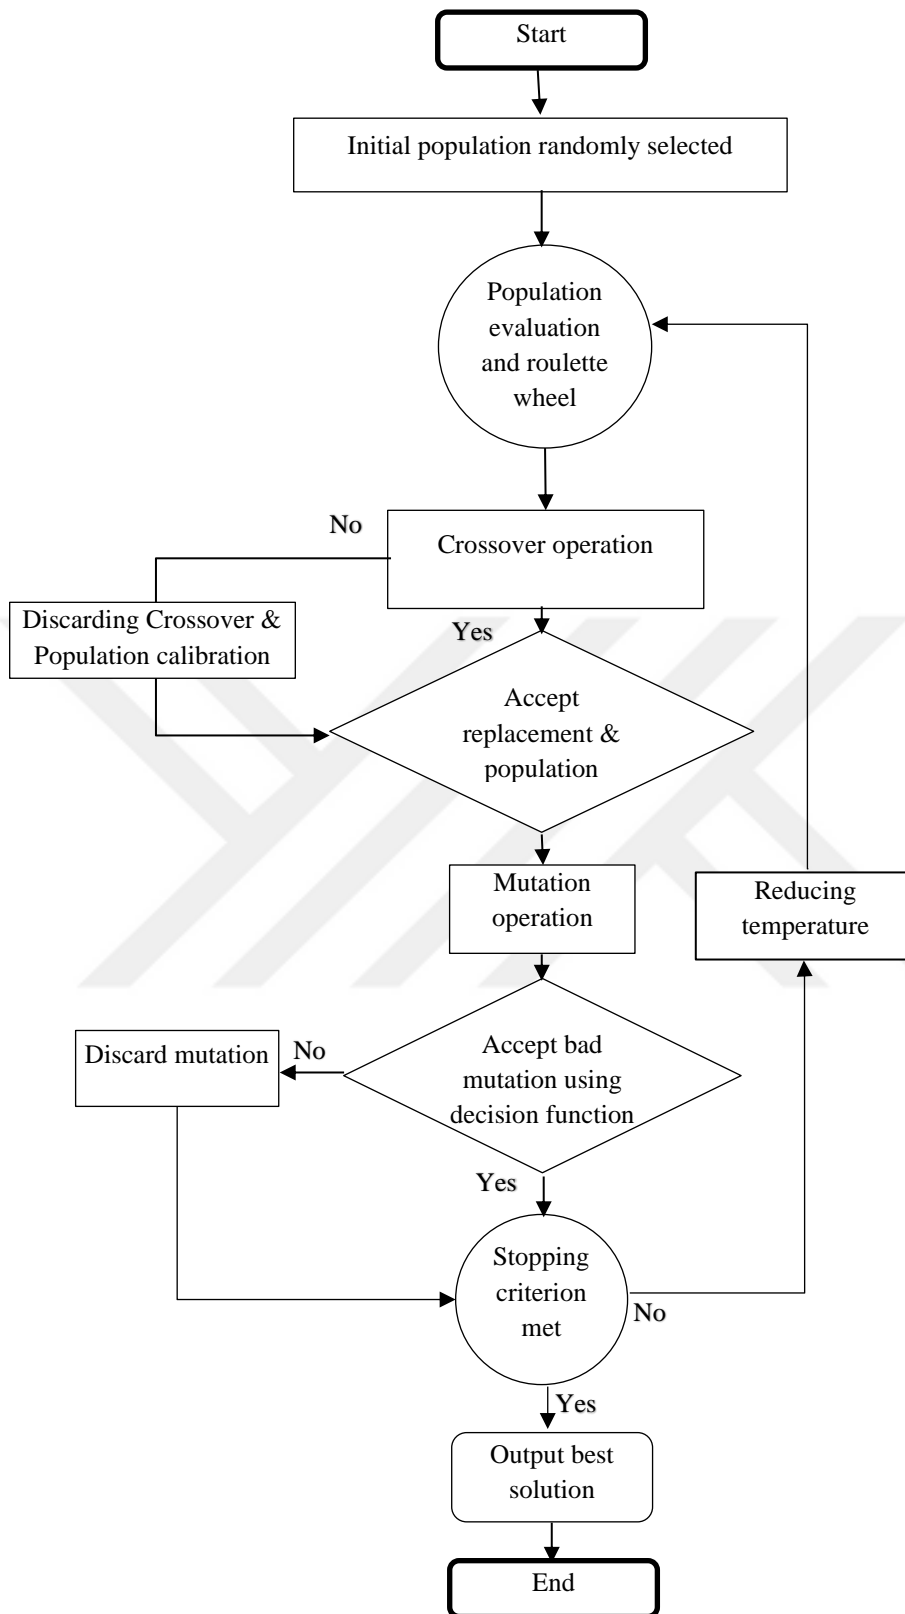 Start
Initial population randomly selected
Population
evaluation
and roulette
wheel
No
Crossover operation
Discarding Crossover &
Population calibration
Yes
Accept
replacement &
population
Mutation
operation
Reducing
temperature
Discard mutation
No
Accept bad
mutation using
decision function
Yes
Stopping
criterion
met
No
Yes
Output best
solution
End